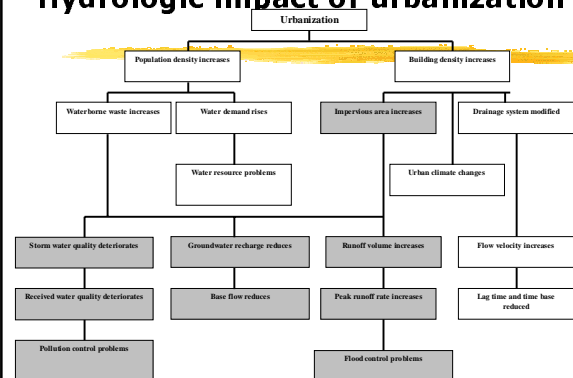 Hydrologic impact of urbanization
Urbanization
Population density increases
Building density increases
Waterborne waste increases
Water demand rises
Impervious area increases
Drainage system modified
Water resource problems
Urban climate changes
Storm water quality deteriorates
Groundwater recharge reduces
Runoff volume increases
Flow velocity increases
Received water quality deteriorates
Base flow reduces
Peak runoff rate increases
Lag time and time base
reduced
Pollution control problems
Flood control problems